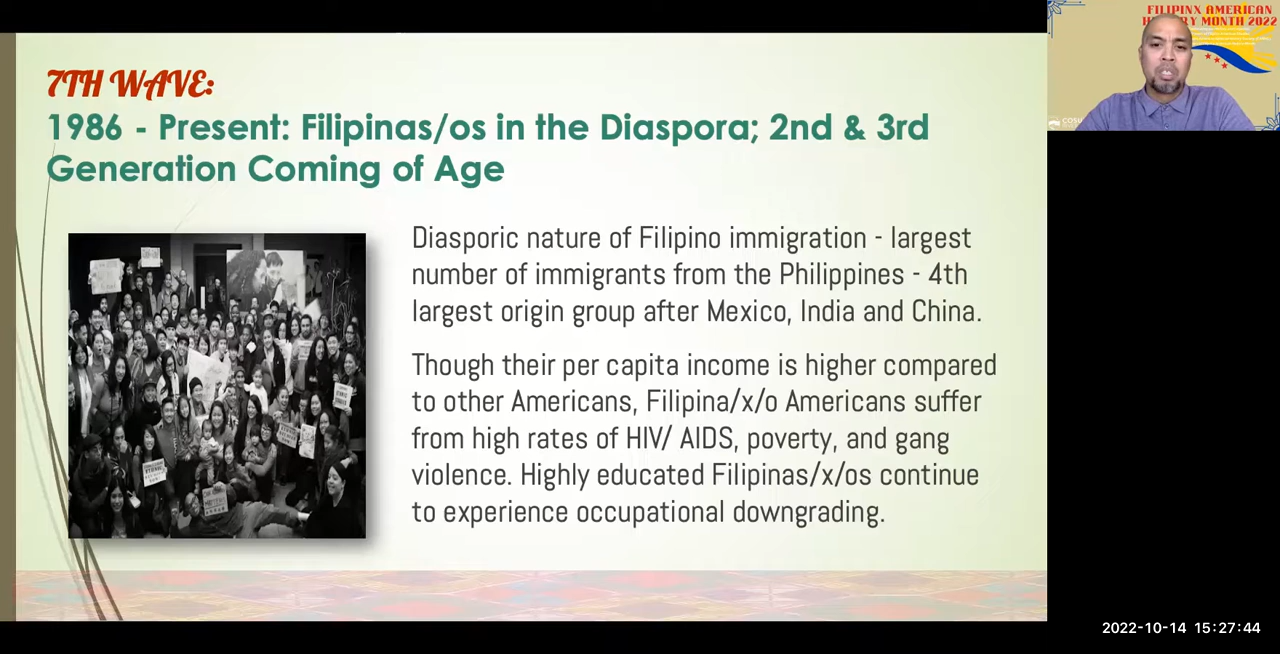 7TH WAVE:
1986 - Present: Filipinas/os in the Diaspora; 2nd & 3rd
Generation Coming of Age
Diasporic nature of Filipino immigration - largest
number of immigrants from the Philippines - 4th
largest origin group after Mexico, India and China.
Though their per capita income is higher compared
to other Americans, Filipina/x/o Americans suffer
from high rates of HIV/ AIDS, poverty, and gang
violence. Highly educated Filipinas/x/os continue
to experience occupational downgrading.
FILIPINX AMERICAN
MONTH 2022
2022-10-14 15:27:44